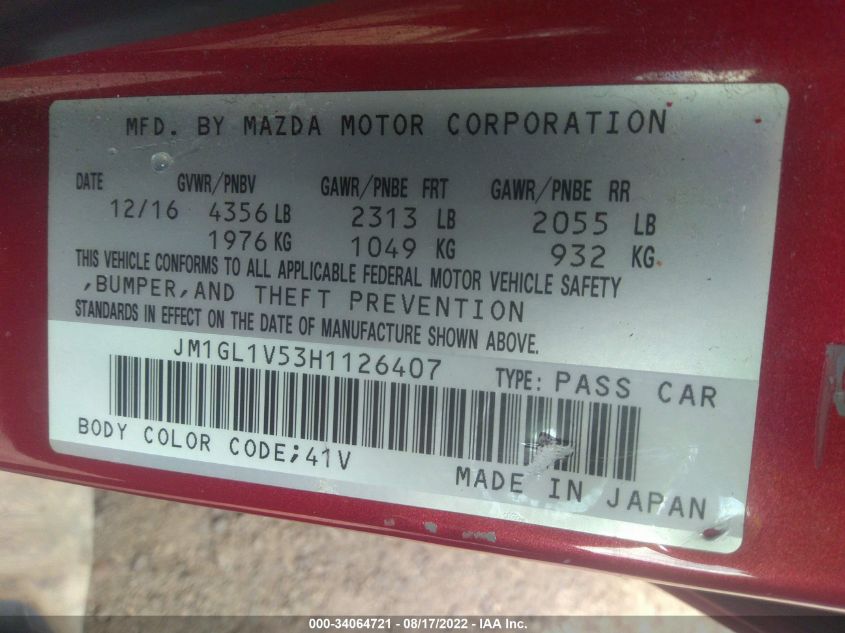 MFD. BY MAZDA MOTOR CORPORATION
DATE GVWR/PNBV GAWR/PNBE FRT GAWR/PNBE RR
12/16 4356 LB 2313 LB 2055 LB
1976 KG 1049 KG 932 KG
THIS VEHICLE CONFORMS TO ALL APPLICABLE FEDERAL MOTOR VEHICLE SAFETY
,BUMPER,AND THEFT PREVENTION
STANDARDS IN EFFECT ON THE DATE OF MANUFACTURE SHOWN ABOVE.
JM1GL1V53H1126407 TYPE: PASS CAR
BODY COLOR CODE;41V
MADE IN JAPAN
000-34064721 - 08/17/2022 - IAA Inc.